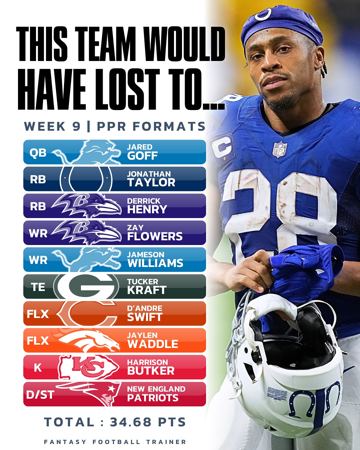 THIS TEAM WOULD
HAVE LOST TO...
WEEK 9 | PPR FORMATS
QB JARED GOFF
RB JONATHAN TAYLOR
RB DERRICK HENRY
WR ZAY FLOWERS
WR JAMESON WILLIAMS
TE TUCKER KRAFT
FLX D'ANDRE SWIFT
FLX JAYLEN WADDLE
K HARRISON BUTKER
D/ST NEW ENGLAND PATRIOTS
TOTAL : 34.68 PTS
FANTASY FOOTBALL TRAINER
C
28